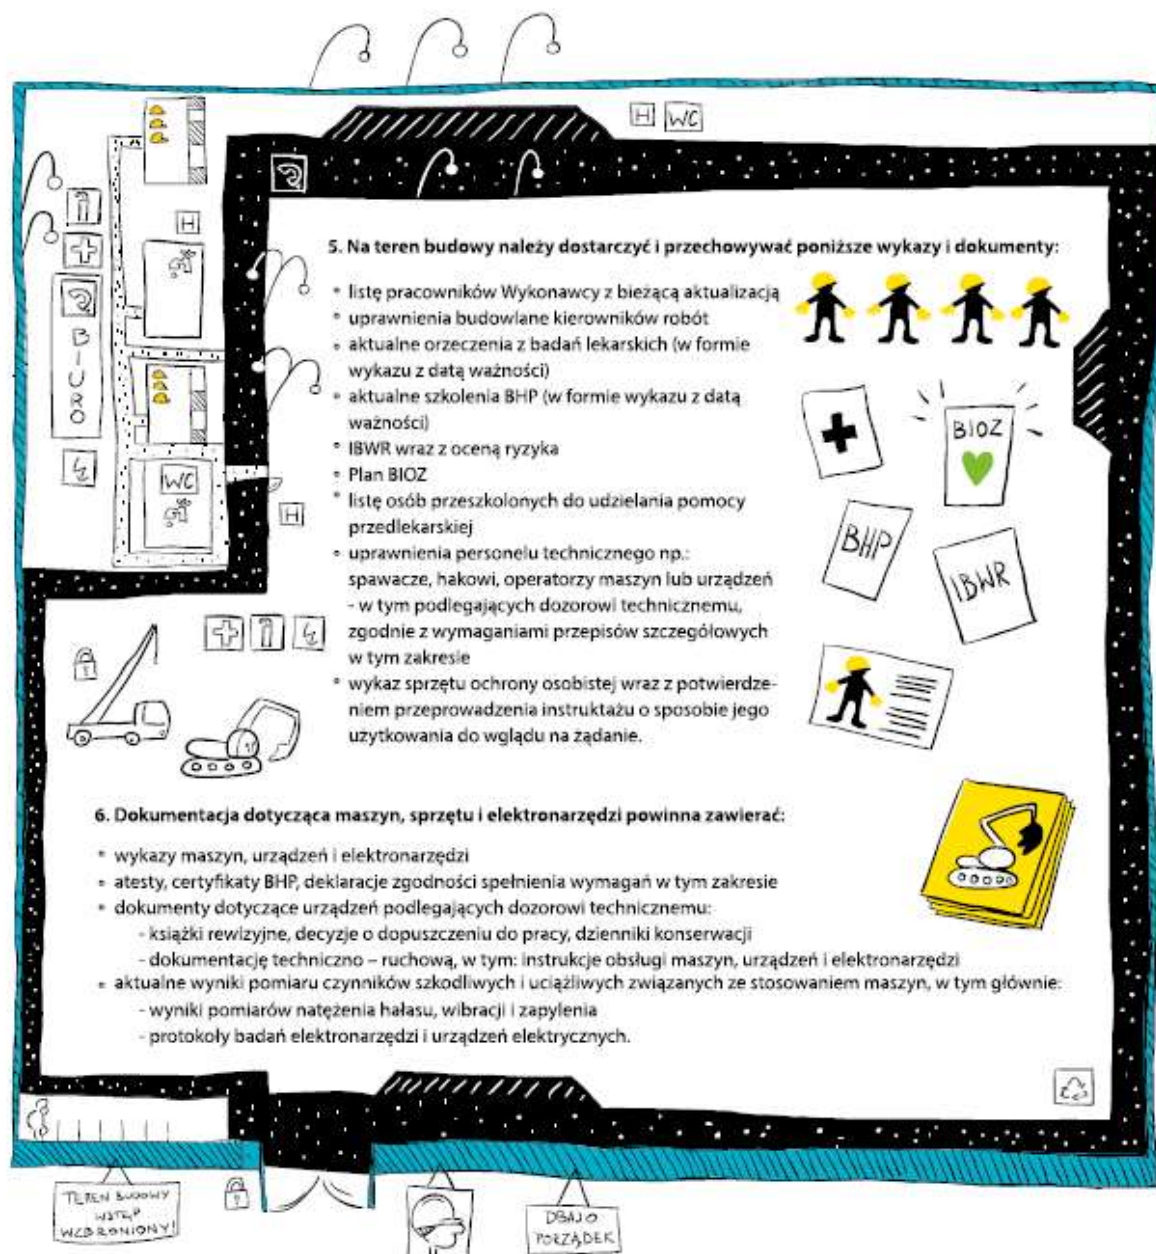 H WC
H
5. Na teren budowy należy dostarczyć i przechowywać poniższe wykazy i dokumenty:
° listę pracowników Wykonawcy z bieżącą aktualizacją
° uprawnienia budowlane kierowników robót
° aktualne orzeczenia z badań lekarskich (w formie
wykazu z datą ważności)
° aktualne szkolenia BHP (w formie wykazu z datą
ważności)
° IBWR wraz z oceną ryzyka
° Plan BIOZ
° listę osób przeszkolonych do udzielania pomocy
przedlekarskiej
° uprawnienia personelu technicznego np.:
spawacze, hakowi, operatorzy maszyn lub urządzeń
- w tym podlegających dozorowi technicznemu,
zgodnie z wymaganiami przepisów szczegółowych
w tym zakresie
° wykaz sprzętu ochrony osobistej wraz z potwierdze-
niem przeprowadzenia instruktażu o sposobie jego
użytkowania do wglądu na żądanie.
BIURO
WC
H
BIOZ
BHP
IBWR
6. Dokumentacja dotycząca maszyn, sprzętu i elektronarzędzi powinna zawierać:
° wykazy maszyn, urządzeń i elektronarzędzi
° atesty, certyfikaty BHP, deklaracje zgodności spełnienia wymagań w tym zakresie
° dokumenty dotyczące urządzeń podlegających dozorowi technicznemu:
- książki rewizyjne, decyzje o dopuszczeniu do pracy, dzienniki konserwacji
- dokumentację techniczno – ruchową, w tym: instrukcje obsługi maszyn, urządzeń i elektronarzędzi
° aktualne wyniki pomiaru czynników szkodliwych i uciążliwych związanych ze stosowaniem maszyn, w tym głównie:
- wyniki pomiarów natężenia hałasu, wibracji i zapylenia
- protokoły badań elektronarzędzi i urządzeń elektrycznych.
TEREN BUDOWY
WSTĘP
WZBRONIONY!
DBAJ O
PORZĄDEK